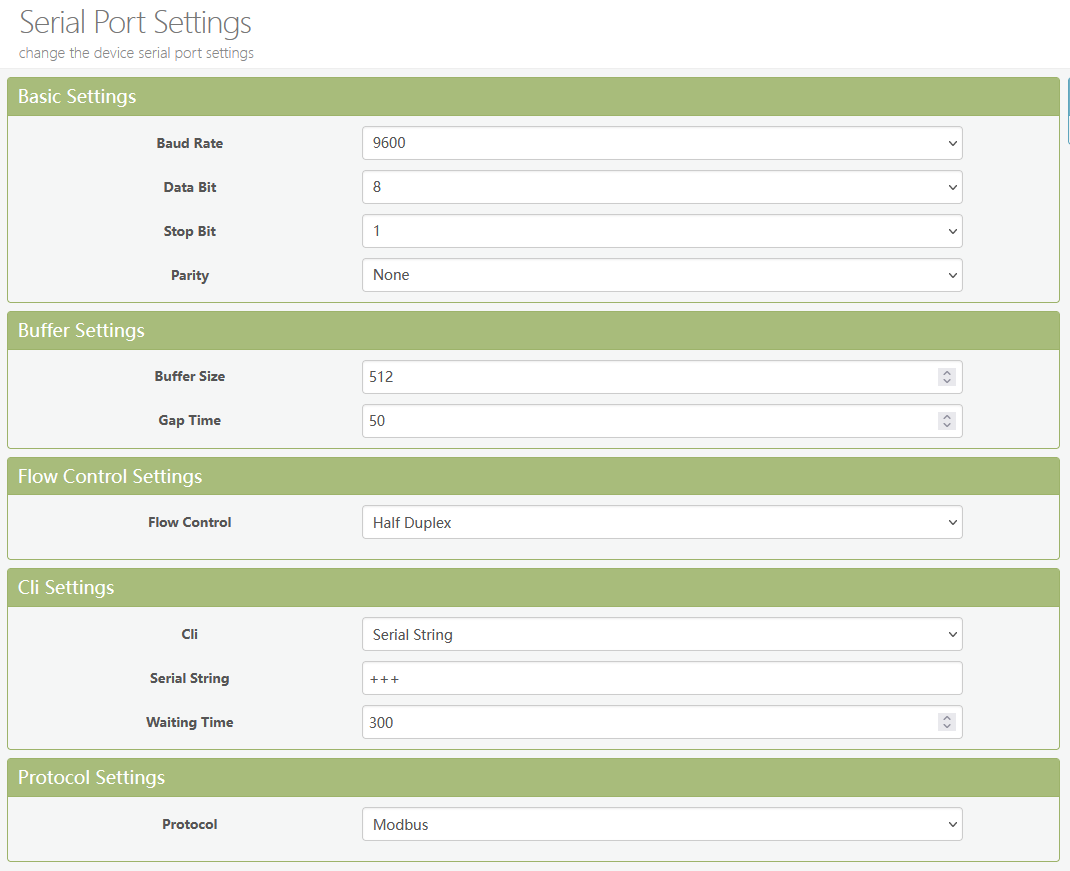 Serial Port Settings
change the device serial port settings
Basic Settings
Baud Rate 9600
Data Bit 8
Stop Bit 1
Parity None
Buffer Settings
Buffer Size 512
Gap Time 50
Flow Control Settings
Flow Control Half Duplex
Cli Settings
Cli Serial String
Serial String +++
Waiting Time 300
Protocol Settings
Protocol Modbus